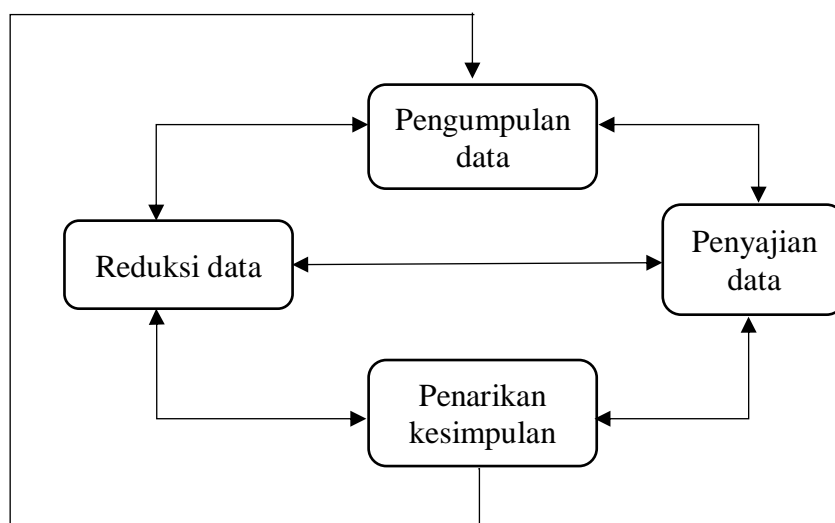 Pengumpulan
data
Reduksi data
Penyajian
data
Penarikan
kesimpulan